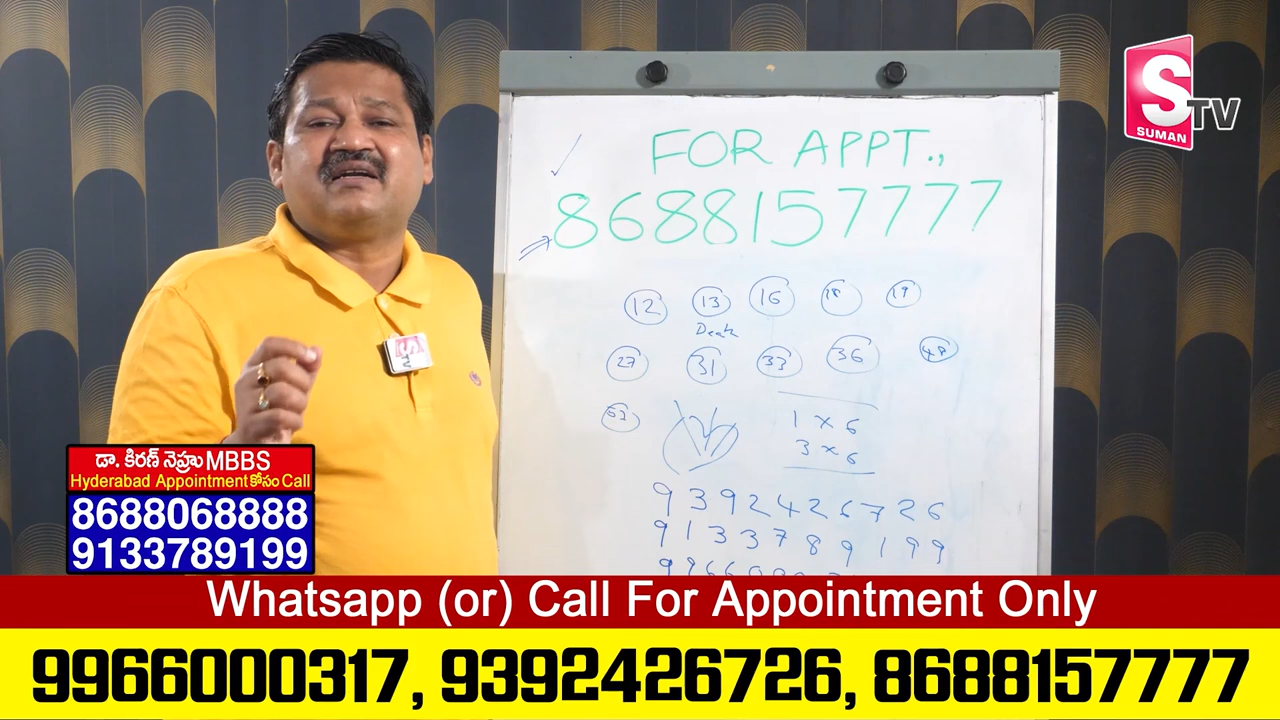 S TV
SUMAN
FOR APPT.,
8688157777
12 13 16 18 19
Death
27 31 33 36 48
1 x 6
3 x 6
9392426726
9133789199
డా. కిరణ్ నెహ్రు MBBS
Hyderabad Appointment కోసం Call
8688068888
9133789199
Whatsapp (or) Call For Appointment Only
9966000317, 9392426726, 8688157777